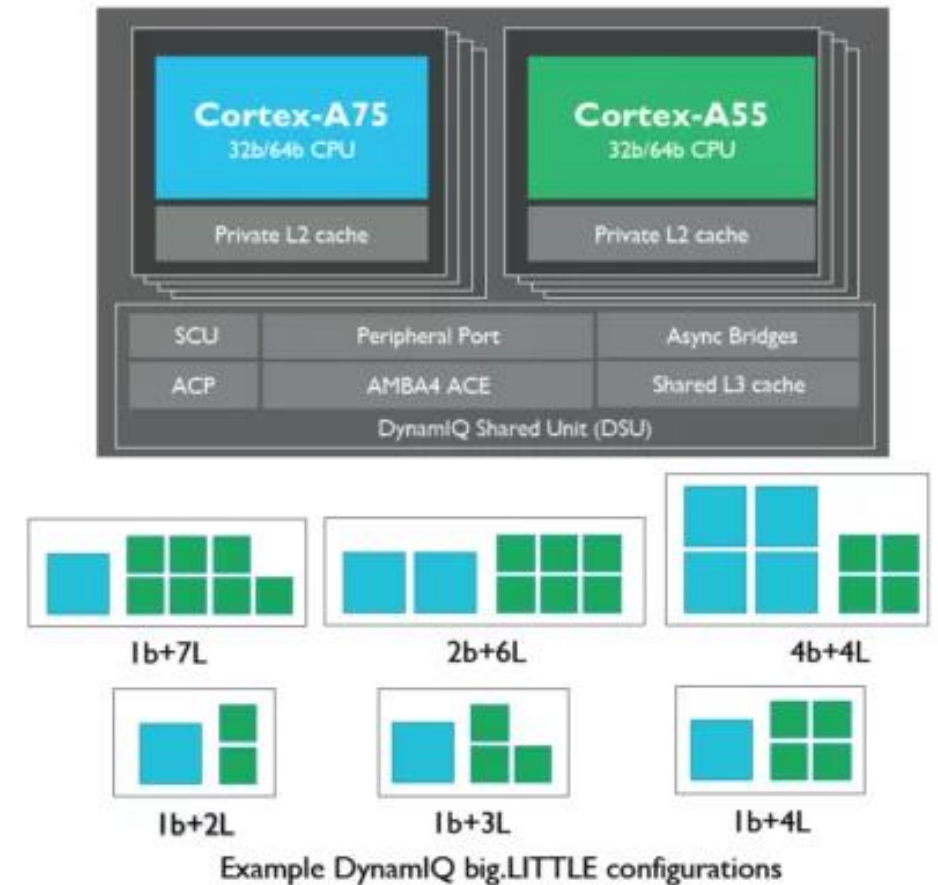 Cortex-A75
32b/64b CPU
Private L2 cache
Cortex-A55
32b/64b CPU
Private L2 cache
SCU
Peripheral Port
Async Bridges
ACP
AMBA4 ACE
Shared L3 cache
DynamIQ Shared Unit (DSU)
1b+7L
2b+6L
4b+4L
1b+2L
1b+3L
1b+4L
Example DynamIQ big.LITTLE configurations